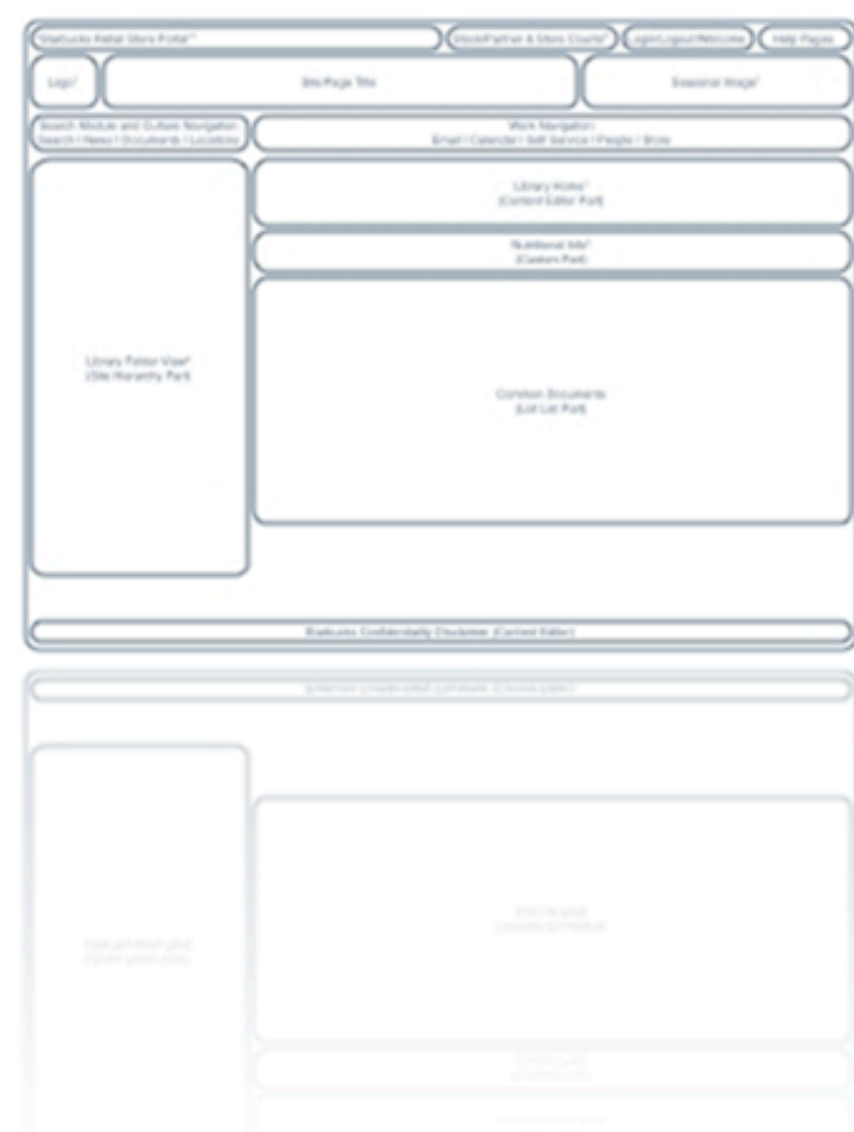 "Starbucks Retail Store Portal"
Stock/Partner & Store Counts*
Login/Logout/Welcome
Help Pages
Logo*
Site/Page Title
Seasonal Image*
Search Module and Culture Navigation
Search | News | Documents | Locations
Work Navigation
Email | Calendar | Self Service | People | Store
Library Home*
(Content Editor Part)
Nutritional Info*
(Custom Part)
Library Folder View*
(Site Hierarchy Part)
Common Documents
(List List Part)
Starbucks Confidentiality Disclaimer (Content Editor)